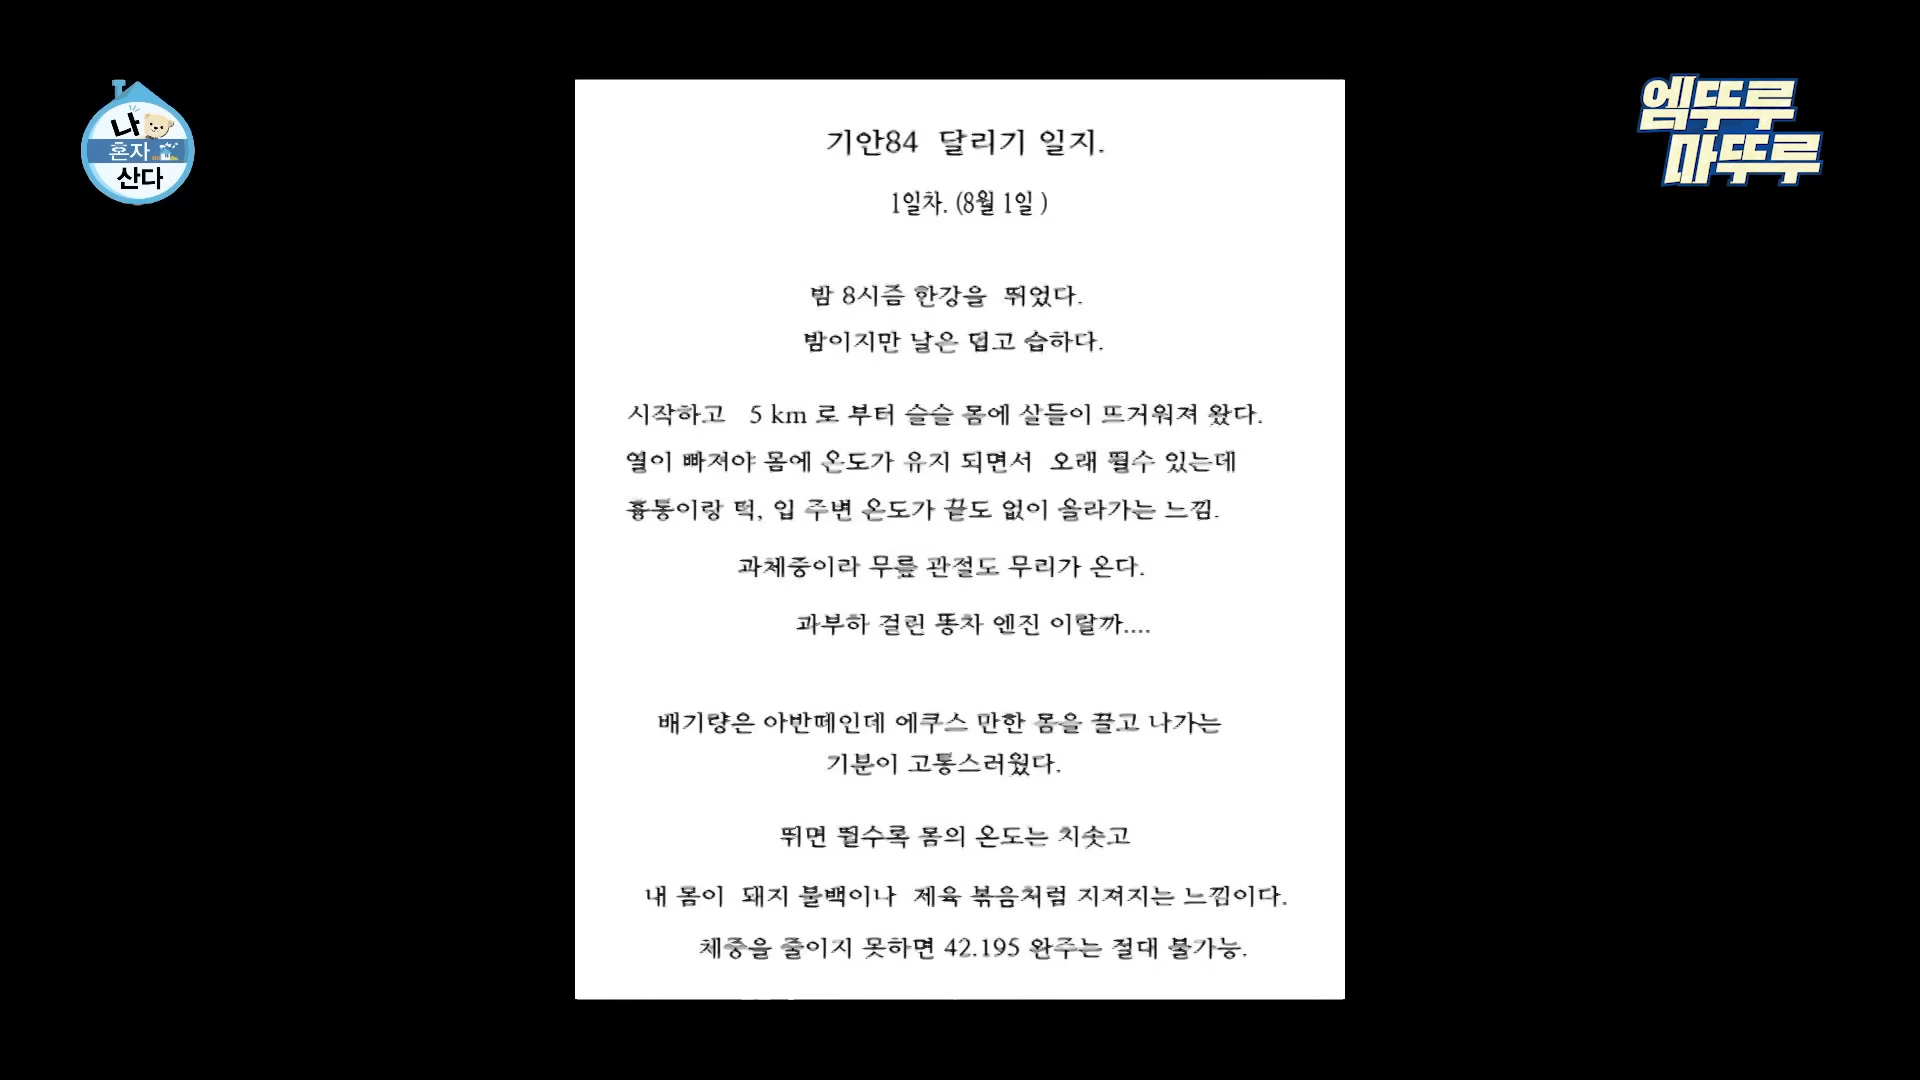 나
혼자
산다
엠뚜루
마뚜루
기안84 달리기 일지.
1일차. (8월 1일 )
밤 8시즘 한강을 뛰었다.
밤이지만 날은 덥고 습하다.
시작하고 5 km 로 부터 슬슬 몸에 살들이 뜨거워져 왔다.
열이 빠져야 몸에 온도가 유지 되면서 오래 뛸수 있는데
흉통이랑 턱, 입 주변 온도가 끝도 없이 올라가는 느낌.
과체중이라 무릎 관절도 무리가 온다.
과부하 걸린 똥차 엔진 이랄까....
배기량은 아반떼인데 에쿠스 만한 몸을 끌고 나가는
기분이 고통스러웠다.
뛰면 뛸수록 몸의 온도는 치솟고
내 몸이 돼지 불백이나 제육 볶음처럼 지져지는 느낌이다.
체중을 줄이지 못하면 42.195 완주는 절대 불가능.